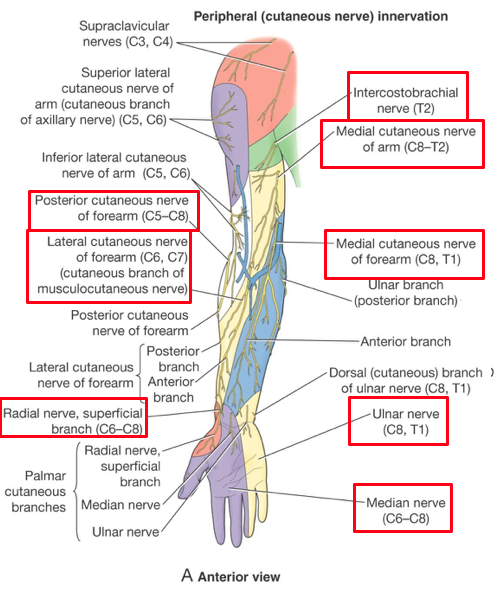 Peripheral (cutaneous nerve) innervation
Supraclavicular
nerves (C3, C4)
Superior lateral
cutaneous nerve of
arm (cutaneous branch
of axillary nerve) (C5, C6)
Inferior lateral cutaneous
nerve of arm (C5, C6)
Posterior cutaneous nerve
of forearm (C5–C8)
Lateral cutaneous nerve
of forearm (C6, C7)
(cutaneous branch of
musculocutaneous nerve)
Posterior cutaneous
nerve of forearm
Lateral cutaneous
nerve of forearm
Posterior
branch
Anterior
branch
Radial nerve, superficial
branch (C6–C8)
Palmar
cutaneous
branches
Radial nerve,
superficial
branch
Median nerve
Ulnar nerve
Intercostobrachial
nerve (T2)
Medial cutaneous nerve
of arm (C8–T2)
Medial cutaneous nerve
of forearm (C8, T1)
Ulnar branch
(posterior branch)
Anterior branch
Dorsal (cutaneous) branch
of ulnar nerve (C8, T1)
Ulnar nerve
(C8, T1)
Median nerve
(C6–C8)
A Anterior view